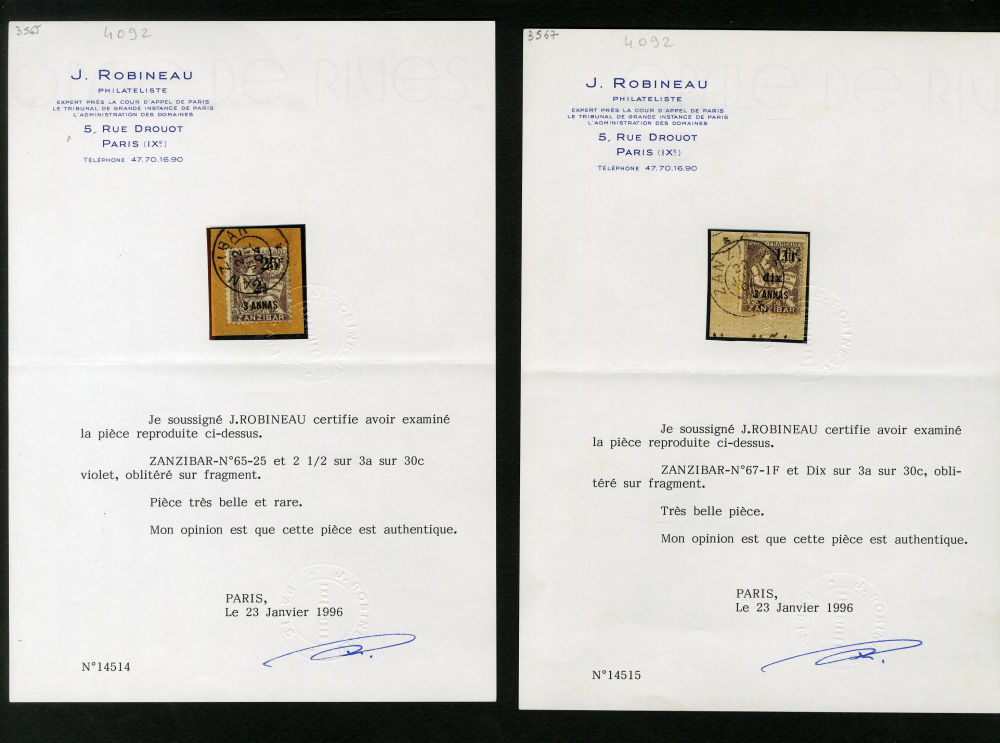 3565
4092
J. ROBINEAU
PHILATELISTE
EXPERT PRÈS LA COUR D'APPEL DE PARIS
LE TRIBUNAL DE GRANDE INSTANCE DE PARIS
L'ADMINISTRATION DES DOMAINES
5, RUE DROUOT
PARIS (IXe)
TÉLÉPHONE 47.70.16.90
3 ANNAS
ZANZIBAR
Je soussigné J.ROBINEAU certifie avoir examiné
la pièce reproduite ci-dessus.
ZANZIBAR-N°65-25 et 2 1/2 sur 3a sur 30c
violet, oblitéré sur fragment.
Pièce très belle et rare.
Mon opinion est que cette pièce est authentique.
PARIS,
Le 23 Janvier 1996
N°14514
3567
4092
J. ROBINEAU
PHILATELISTE
EXPERT PRÈS LA COUR D'APPEL DE PARIS
LE TRIBUNAL DE GRANDE INSTANCE DE PARIS
L'ADMINISTRATION DES DOMAINES
5, RUE DROUOT
PARIS (IXe)
TÉLÉPHONE 47.70.16.90
ZANZI
1fr.
dix
3 ANNAS
ZANZIBAR
Je soussigné J.ROBINEAU certifie avoir examiné
la pièce reproduite ci-dessus.
ZANZIBAR-N°67-1F et Dix sur 3a sur 30c, obli-
téré sur fragment.
Très belle pièce.
Mon opinion est que cette pièce est authentique.
PARIS,
Le 23 Janvier 1996
N°14515